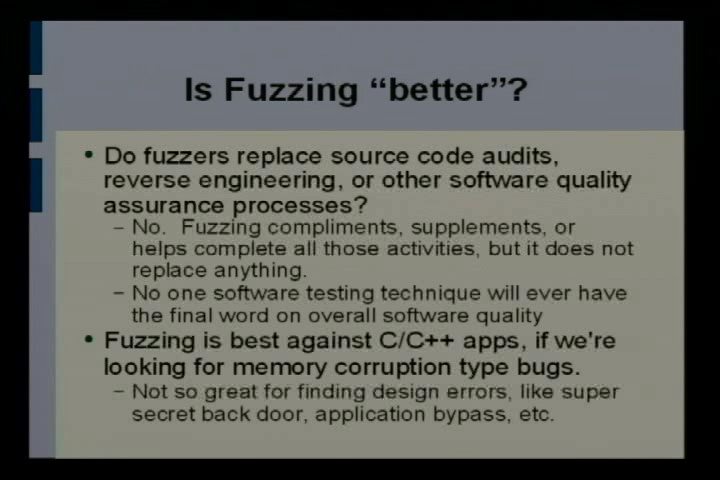 Is Fuzzing “better”?
• Do fuzzers replace source code audits,
reverse engineering, or other software quality
assurance processes?
– No. Fuzzing compliments, supplements, or
helps complete all those activities, but it does not
replace anything.
– No one software testing technique will ever have
the final word on overall software quality
• Fuzzing is best against C/C++ apps, if we're
looking for memory corruption type bugs.
– Not so great for finding design errors, like super
secret back door, application bypass, etc.